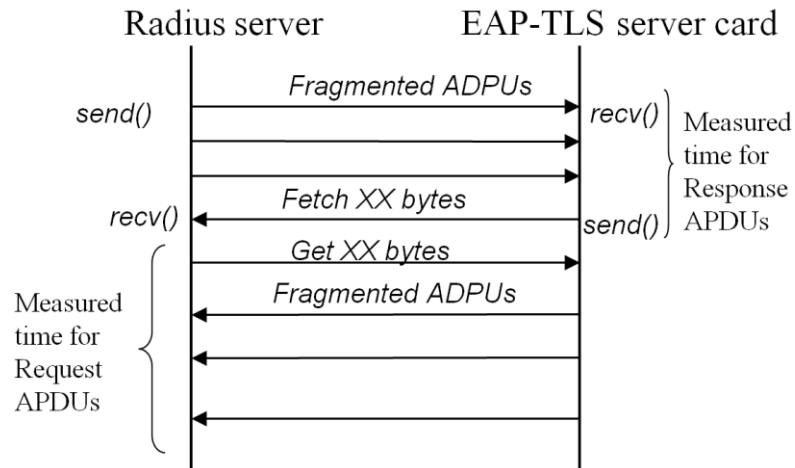 Radius server
EAP-TLS server card
Fragmented ADPUs
send()
recv()
Measured
time for
Response
APDUs
Fetch XX bytes
recv()
send()
Get XX bytes
Fragmented ADPUs
Measured
time for
Request
APDUs